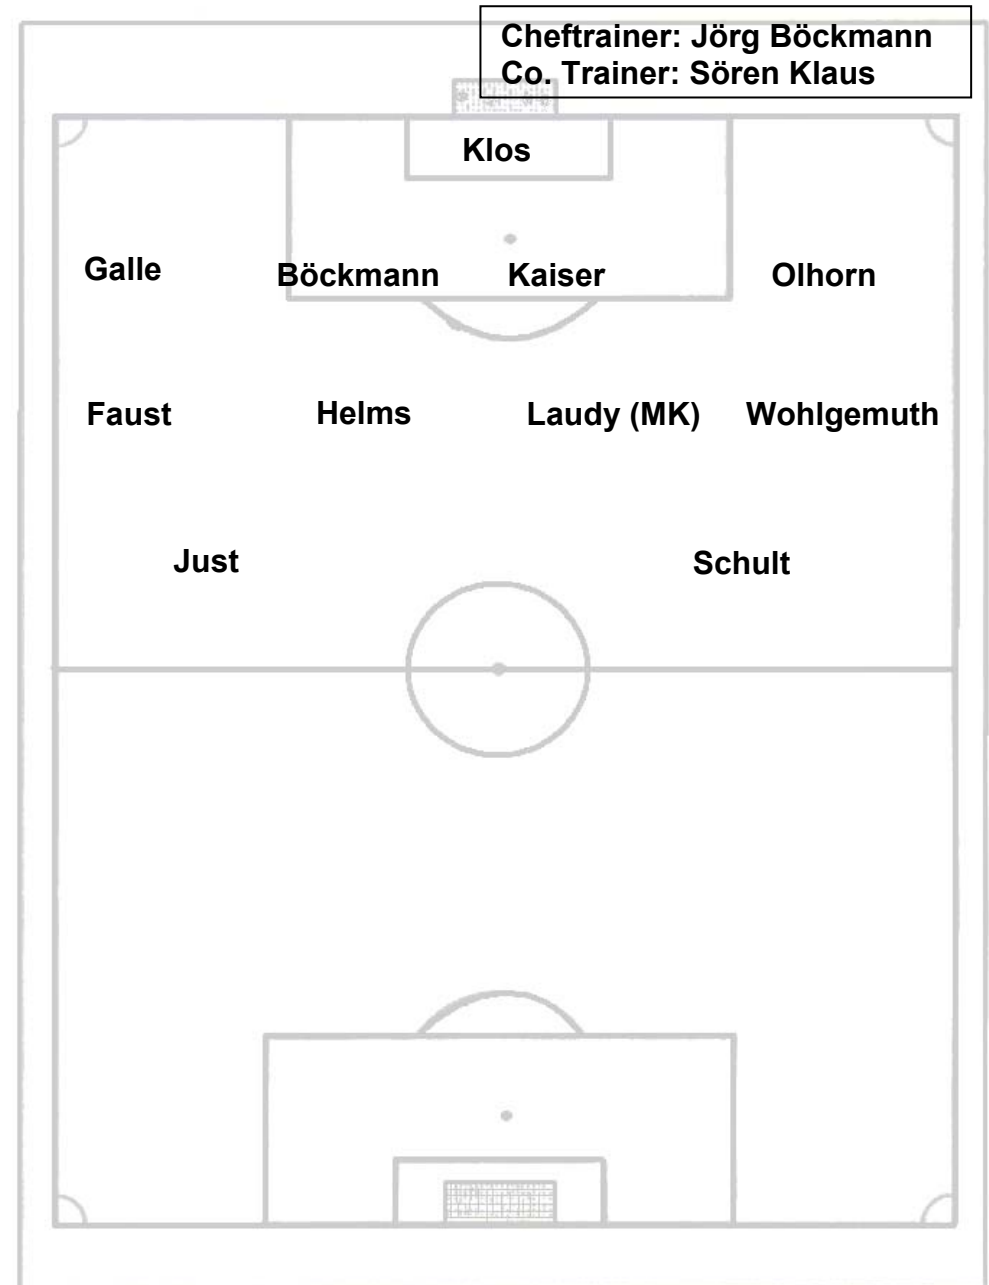 Cheftrainer: Jörg Böckmann
Co. Trainer: Sören Klaus
Klos
Galle Böckmann Kaiser Olhorn
Faust Helms Laudy (MK) Wohlgemuth
Just Schult